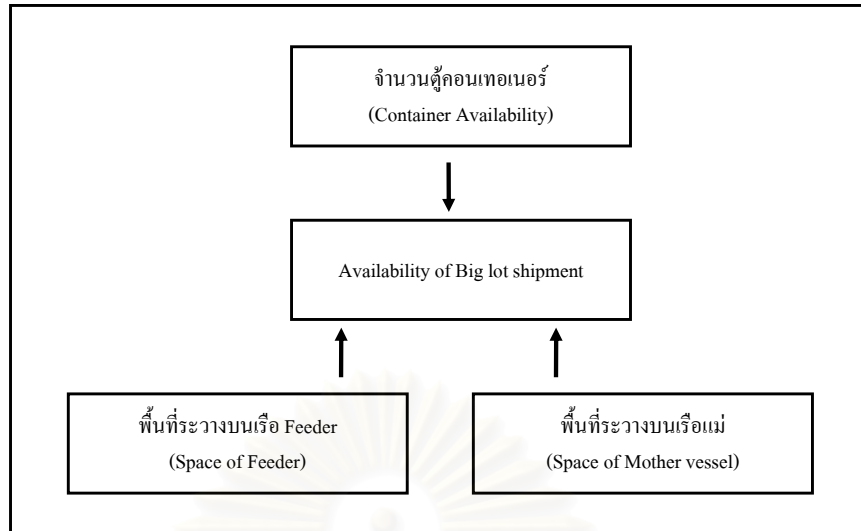 จำนวนตู้คอนเทอเนอร์
(Container Availability)
Availability of Big lot shipment
พื้นที่ระวางบนเรือ Feeder
(Space of Feeder)
พื้นที่ระวางบนเรือแม่
(Space of Mother vessel)